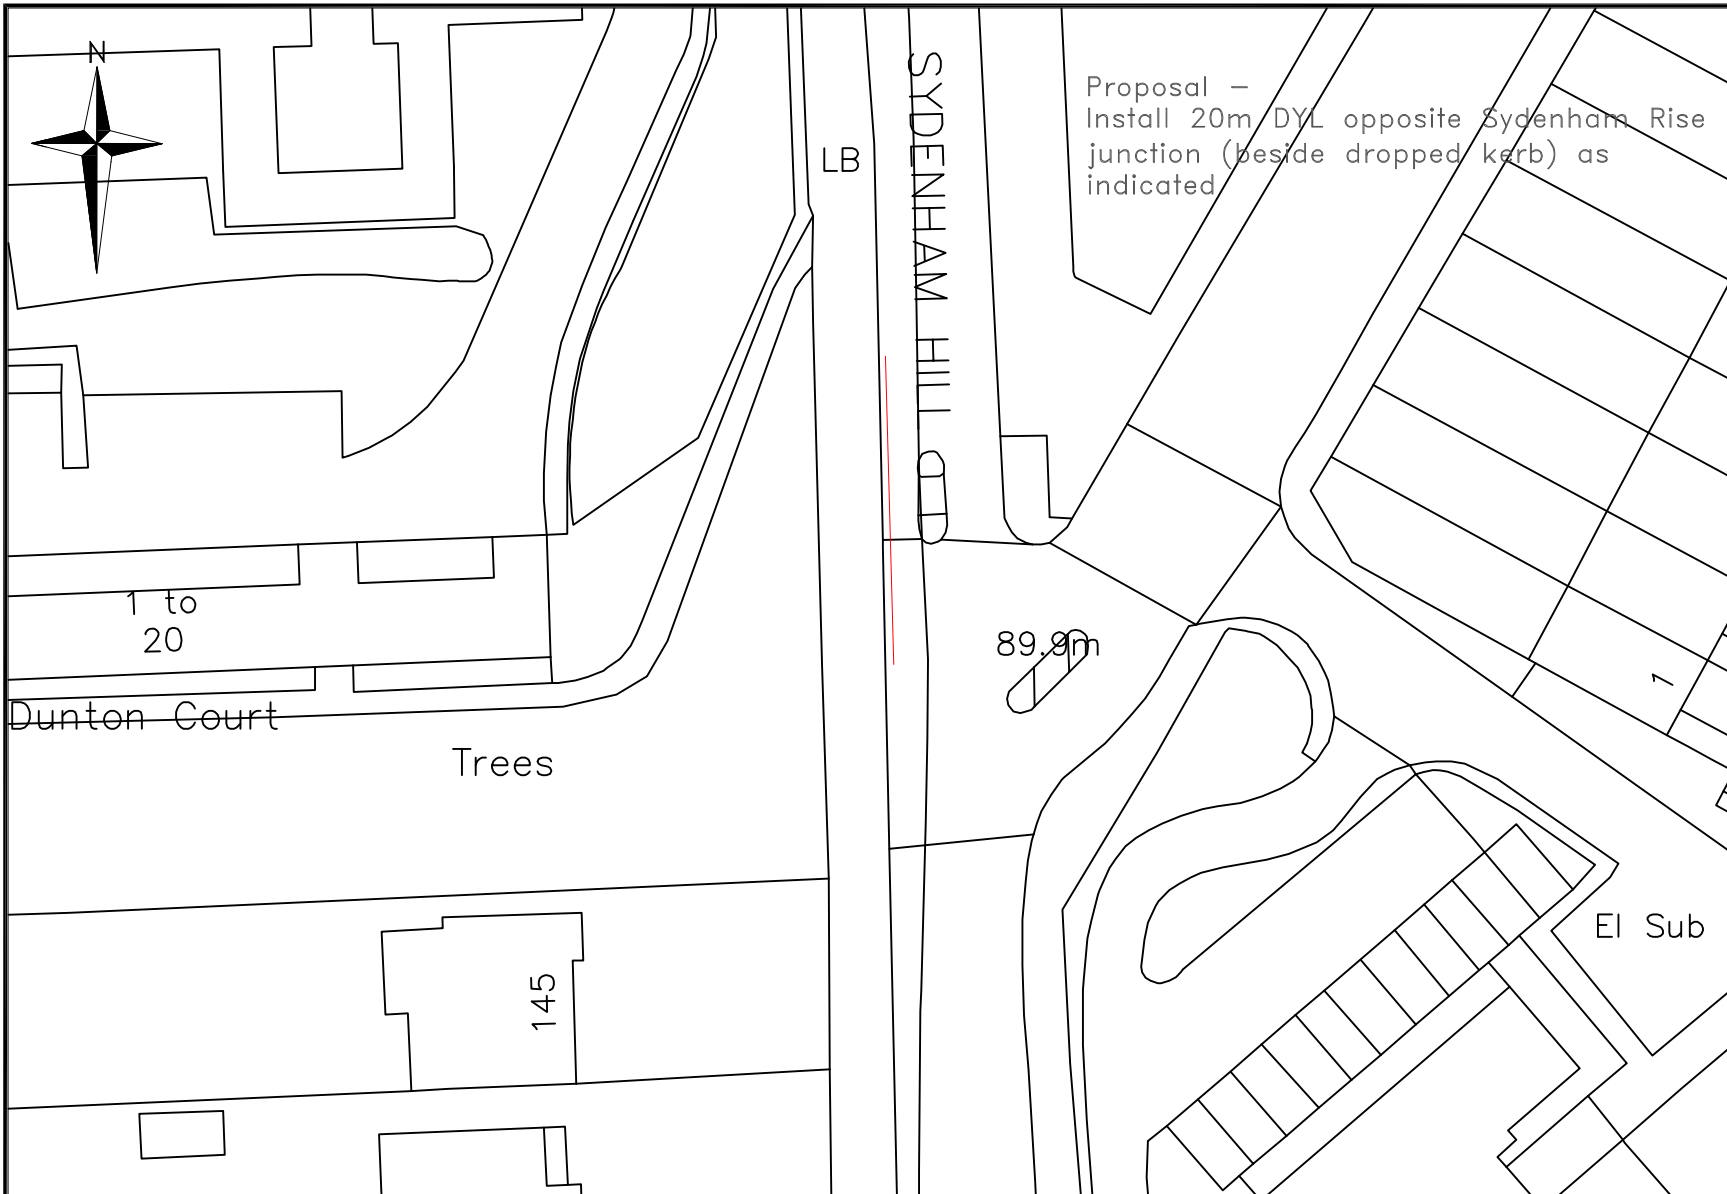 N
SYDENHAM HILL
Proposal –
Install 20m DYL opposite Sydenham Rise
junction (beside dropped kerb) as
indicated
LB
1 to
20
89.9m
1
Dunton Court
Trees
El Sub
145